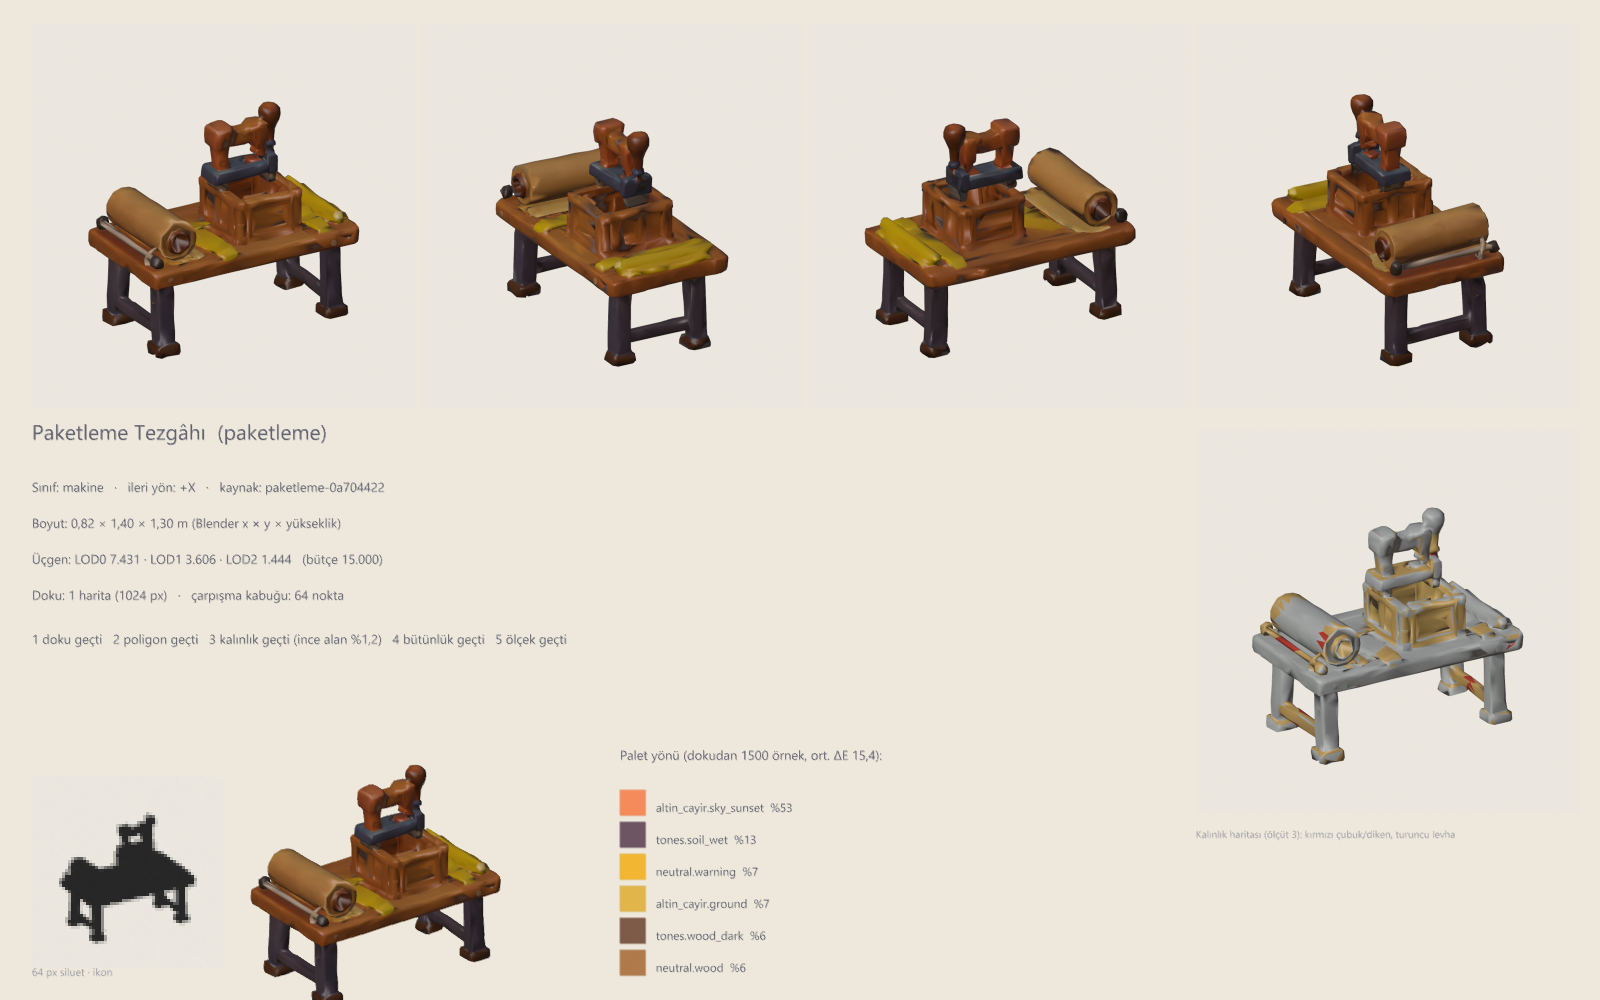 Paketleme Tezgâhı (paketleme)
Sınıf: makine · ileri yön: +X · kaynak: paketleme-0a704422
Boyut: 0,82 × 1,40 × 1,30 m (Blender x × y × yükseklik)
Üçgen: LOD0 7.431 · LOD1 3.606 · LOD2 1.444 (bütçe 15.000)
Doku: 1 harita (1024 px) · çarpışma kabuğu: 64 nokta
1 doku geçti 2 poligon geçti 3 kalınlık geçti (ince alan %1,2) 4 bütünlük geçti 5 ölçek geçti
Palet yönü (dokudan 1500 örnek, ort. ΔE 15,4):
altin_cayir.sky_sunset %53
tones.soil_wet %13
neutral.warning %7
altin_cayir.ground %7
tones.wood_dark %6
neutral.wood %6
Kalınlık haritası (ölçüt 3): kırmızı çubuk/diken, turuncu levha
64 px siluet · ikon